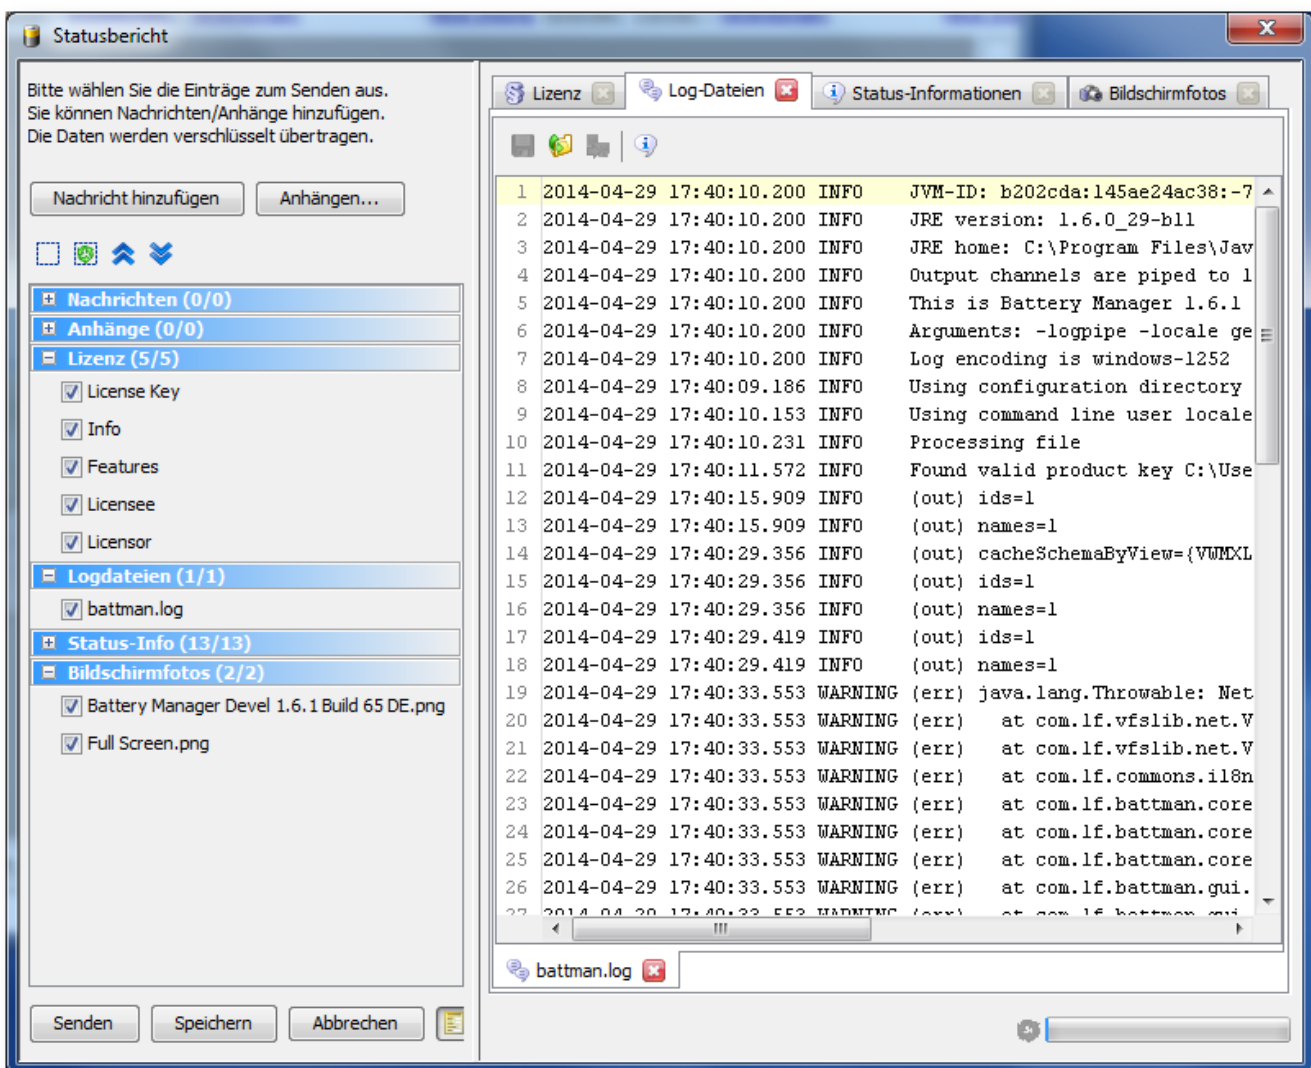 Statusbericht
Bitte wählen Sie die Einträge zum Senden aus.
Sie können Nachrichten/Anhänge hinzufügen.
Die Daten werden verschlüsselt übertragen.
Nachricht hinzufügen
Anhängen...
Nachrichten (0/0)
Anhänge (0/0)
Lizenz (5/5)
License Key
Info
Features
Licensee
Licensor
Logdateien (1/1)
battman.log
Status-Info (13/13)
Bildschirmfotos (2/2)
Battery Manager Devel 1.6.1 Build 65 DE.png
Full Screen.png
Senden
Speichern
Abbrechen
Lizenz
Log-Dateien
Status-Informationen
Bildschirmfotos
1 2014-04-29 17:40:10.200 INFO JVM-ID: b202cda:145ae24ac38:-7
2 2014-04-29 17:40:10.200 INFO JRE version: 1.6.0_29-b11
3 2014-04-29 17:40:10.200 INFO JRE home: C:\Program Files\Jav
4 2014-04-29 17:40:10.200 INFO Output channels are piped to l
5 2014-04-29 17:40:10.200 INFO This is Battery Manager 1.6.1
6 2014-04-29 17:40:10.200 INFO Arguments: -logpipe -locale ge
7 2014-04-29 17:40:10.200 INFO Log encoding is windows-1252
8 2014-04-29 17:40:09.186 INFO Using configuration directory
9 2014-04-29 17:40:10.153 INFO Using command line user locale
10 2014-04-29 17:40:10.231 INFO Processing file
11 2014-04-29 17:40:11.572 INFO Found valid product key C:\Use
12 2014-04-29 17:40:15.909 INFO (out) ids=1
13 2014-04-29 17:40:15.909 INFO (out) names=1
14 2014-04-29 17:40:29.356 INFO (out) cacheSchemaByView={VWMXL
15 2014-04-29 17:40:29.356 INFO (out) ids=1
16 2014-04-29 17:40:29.356 INFO (out) names=1
17 2014-04-29 17:40:29.419 INFO (out) ids=1
18 2014-04-29 17:40:29.419 INFO (out) names=1
19 2014-04-29 17:40:33.553 WARNING (err) java.lang.Throwable: Net
20 2014-04-29 17:40:33.553 WARNING (err) at com.lf.vfslib.net.V
21 2014-04-29 17:40:33.553 WARNING (err) at com.lf.vfslib.net.V
22 2014-04-29 17:40:33.553 WARNING (err) at com.lf.commons.i18n
23 2014-04-29 17:40:33.553 WARNING (err) at com.lf.battman.core
24 2014-04-29 17:40:33.553 WARNING (err) at com.lf.battman.core
25 2014-04-29 17:40:33.553 WARNING (err) at com.lf.battman.core
26 2014-04-29 17:40:33.553 WARNING (err) at com.lf.battman.gui.
battman.log